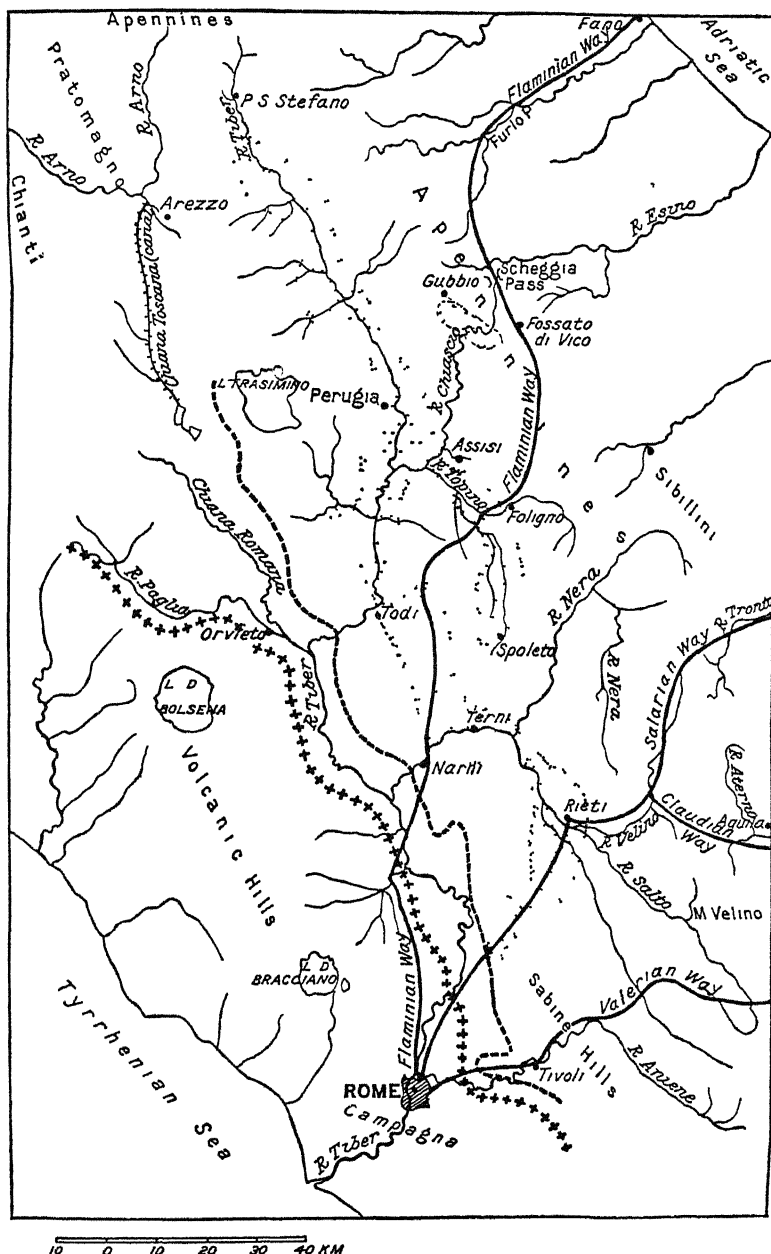 Apennines
Fano
Adriatic
Sea
Flaminian Way
Pratomagno
R Arno
R TIBER
P S Stefano
Furlo P
R Arno
Chianti
Arezzo
Apennines
R Esino
Scheggia
Pass
Gubbio
Chiana Toscana (canal)
Fossato
di Vico
R Chiascio
L TRASIMINO
Perugia
Flaminian Way
Assisi
R Topino
Sibillini
Foligno
Chiana Romana
R Paglia
R Nera
Orvieto
Todi
Spoleto
R Tronto
L D
BOLSENA
R Tiber
R Nera
Salarian Way
Terni
Volcanic Hills
Narni
R Aterno
Rieti
R Velino
Claudian
Way
Aquila
R Salto
M Velino
L D
BRACCIANO
Flaminian Way
Sabine
Hills
Valerian Way
Tyrrhenian Sea
Tivoli
R Aniene
ROME
Campagna
R Tiber
10 0 10 20 30 40 KM